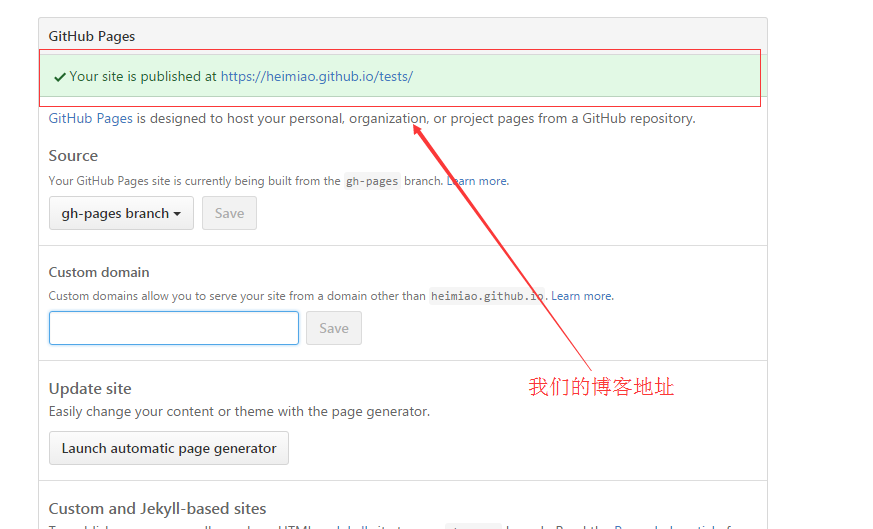 GitHub Pages
Your site is published at https://heimiao.github.io/tests/
GitHub Pages is designed to host your personal, organization, or project pages from a GitHub repository.
Source
Your GitHub Pages site is currently being built from the gh-pages branch. Learn more.
gh-pages branch Save
Custom domain
Custom domains allow you to serve your site from a domain other than heimiao.github.io. Learn more.
Save
我们的博客地址
Update site
Easily change your content or theme with the page generator.
Launch automatic page generator
Custom and Jekyll-based sites